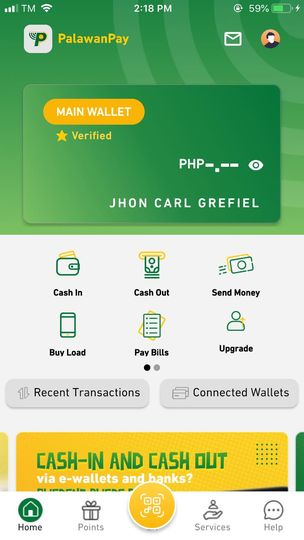 TM
2:18 PM
59%
PalawanPay
MAIN WALLET
Verified
PHP-.--
JHON CARL GREFIEL
Cash In
Cash Out
Send Money
Buy Load
Pay Bills
Upgrade
Recent Transactions
Connected Wallets
CASH-IN AND CASH OUT
via e-wallets and banks?
Home
Points
Services
Help